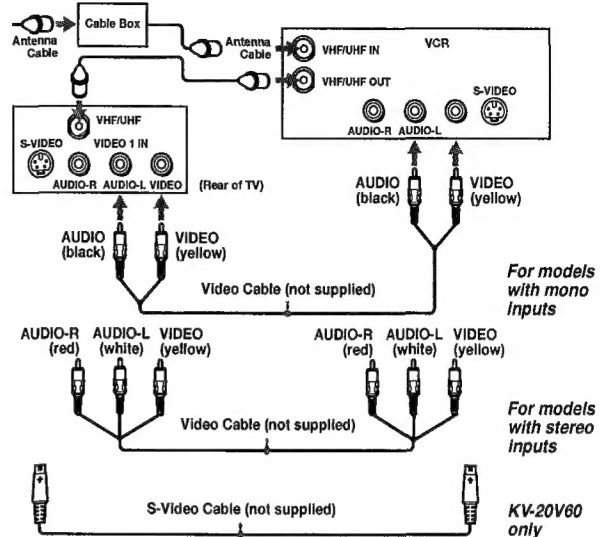 Cable Box
Antenna
Cable
Antenna
Cable
VHF/UHF IN
VCR
VHF/UHF OUT
S-VIDEO
AUDIO-R AUDIO-L
VHF/UHF
S-VIDEO VIDEO 1 IN
AUDIO-R AUDIO-L VIDEO
(Rear of TV)
AUDIO
(black)
VIDEO
(yellow)
AUDIO
(black)
VIDEO
(yellow)
Video Cable (not supplied)
For models
with mono
inputs
AUDIO-R
(red)
AUDIO-L
(white)
VIDEO
(yellow)
AUDIO-R
(red)
AUDIO-L
(white)
VIDEO
(yellow)
Video Cable (not supplied)
For models
with stereo
inputs
S-Video Cable (not supplied)
KV-20V60
only